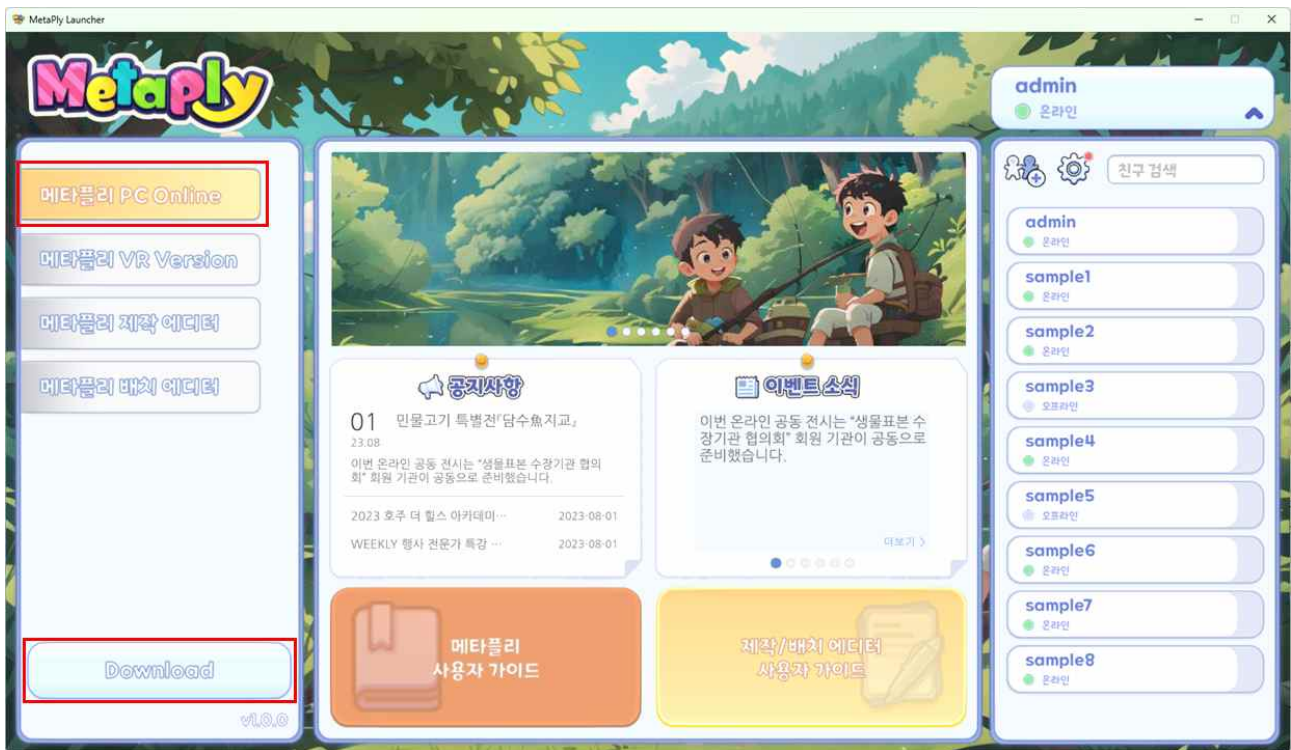 MetaPly Launcher
Metaply
admin
온라인
메타플리 PC Online
메타플리 VR Version
메타플리 제작 에디터
메타플리 배치 에디터
Download
v1.0.0
공지사항
01 민물고기 특별전「담수魚지교」
23.08
이번 온라인 공동 전시는 “생물표본 수장기관 협의
회” 회원 기관이 공동으로 준비했습니다.
2023 호주 더 힐스 아카데미… 2023-08-01
WEEKLY 행사 전문가 특강 … 2023-08-01
이벤트 소식
이번 온라인 공동 전시는 “생물표본 수
장기관 협의회” 회원 기관이 공동으로
준비했습니다.
더보기 >
메타플리
사용자 가이드
제작/배치 에디터
사용자 가이드
친구 검색
admin
온라인
sample1
온라인
sample2
온라인
sample3
오프라인
sample4
온라인
sample5
오프라인
sample6
온라인
sample7
온라인
sample8
온라인